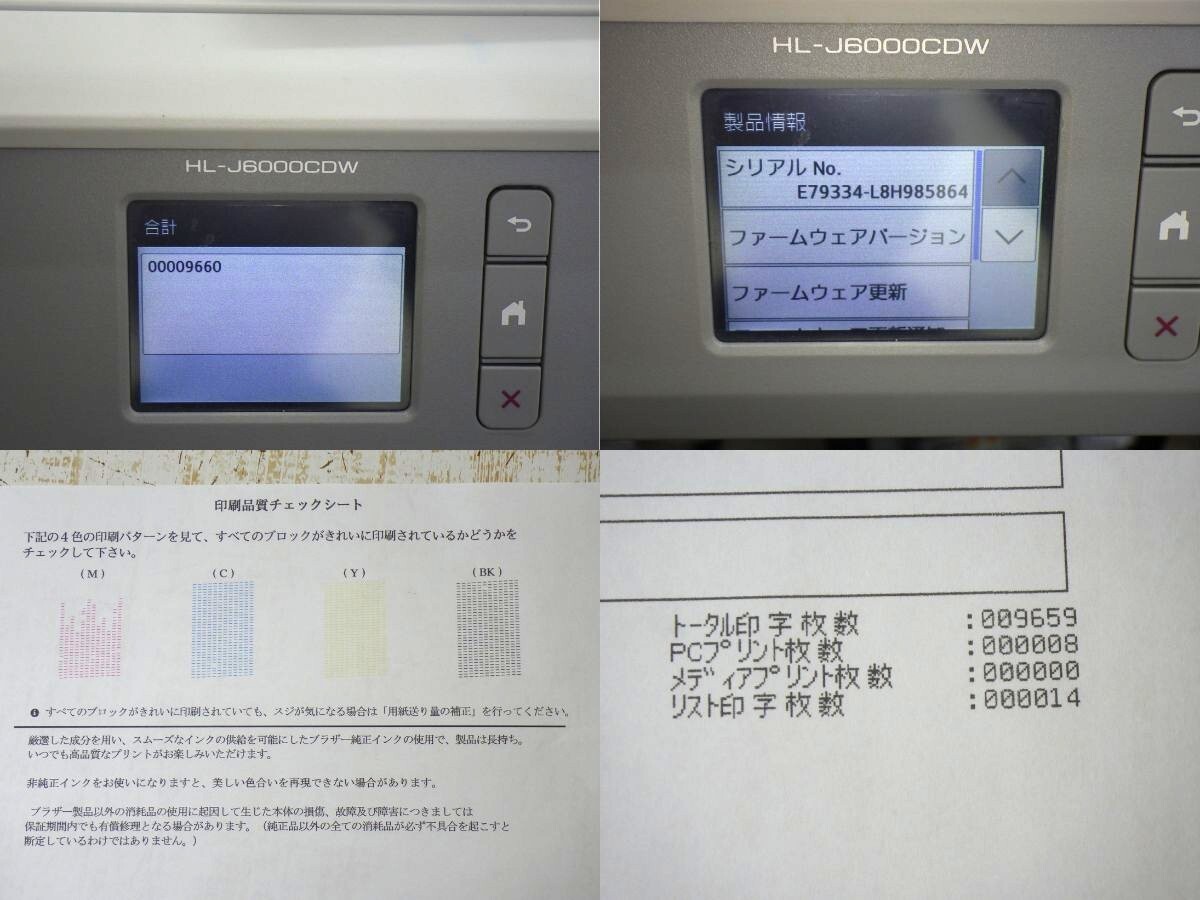 HL-J6000CDW
合計
00009660
HL-J6000CDW
製品情報
シリアル No.
E79334-L8H985864
ファームウェアバージョン
ファームウェア更新
印刷品質チェックシート
下記の4色の印刷パターンを見て、すべてのブロックがきれいに印刷されているかどうかを
チェックして下さい。
(M) (C) (Y) (BK)
すべてのブロックがきれいに印刷されていても、スジが気になる場合は「用紙送り量の補正」を行ってください。
厳選した成分を用い、スムーズなインクの供給を可能にしたブラザー純正インクの使用で、製品は長持ち。
いつでも高品質なプリントがお楽しみいただけます。
非純正インクをお使いになりますと、美しい色合いを再現できない場合があります。
ブラザー製品以外の消耗品の使用に起因して生じた本体の損傷、故障及び障害につきましては
保証期間内でも有償修理となる場合があります。（純正品以外の全ての消耗品が必ず不具合を起こすと
断定しているわけではありません。）
トータル印字枚数 :009659
PCプリント枚数 :000008
メディアプリント枚数 :000000
リスト印字枚数 :000014